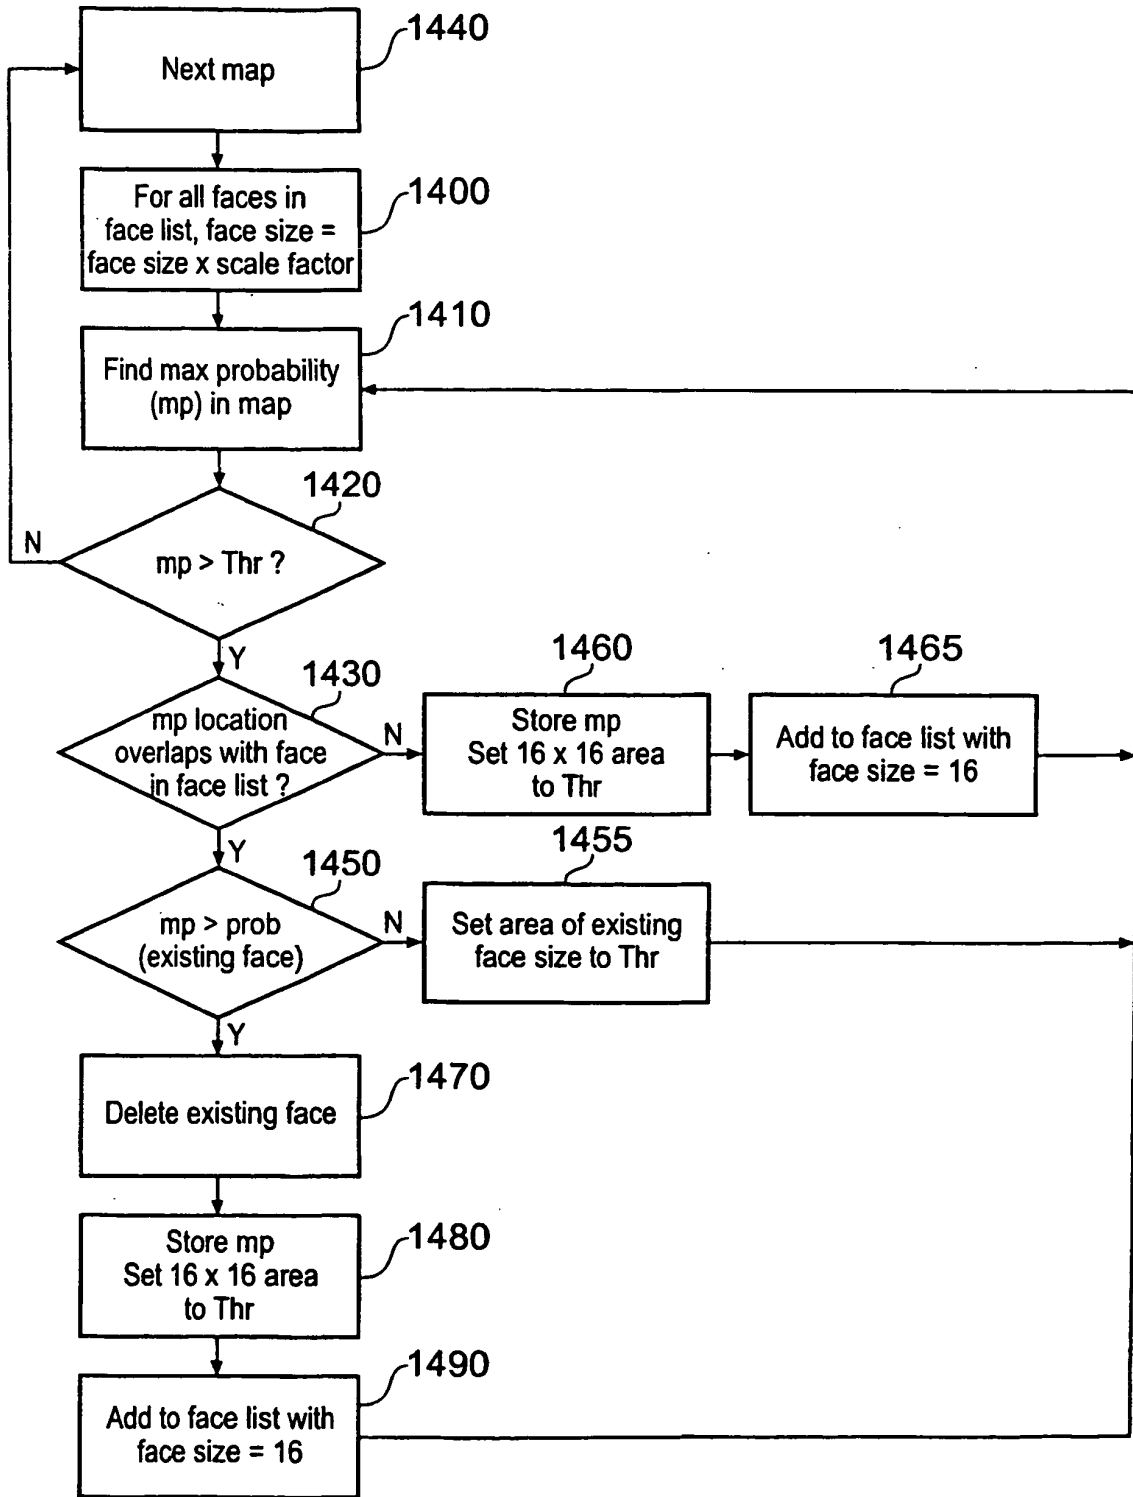 1440
Next map
1400
For all faces in
face list, face size =
face size x scale factor
1410
Find max probability
(mp) in map
1420
mp > Thr ?
N
Y
1430
mp location
overlaps with face
in face list ?
N
1460
Store mp
Set 16 x 16 area
to Thr
1465
Add to face list with
face size = 16
Y
1450
mp > prob
(existing face)
N
1455
Set area of existing
face size to Thr
Y
1470
Delete existing face
1480
Store mp
Set 16 x 16 area
to Thr
1490
Add to face list with
face size = 16